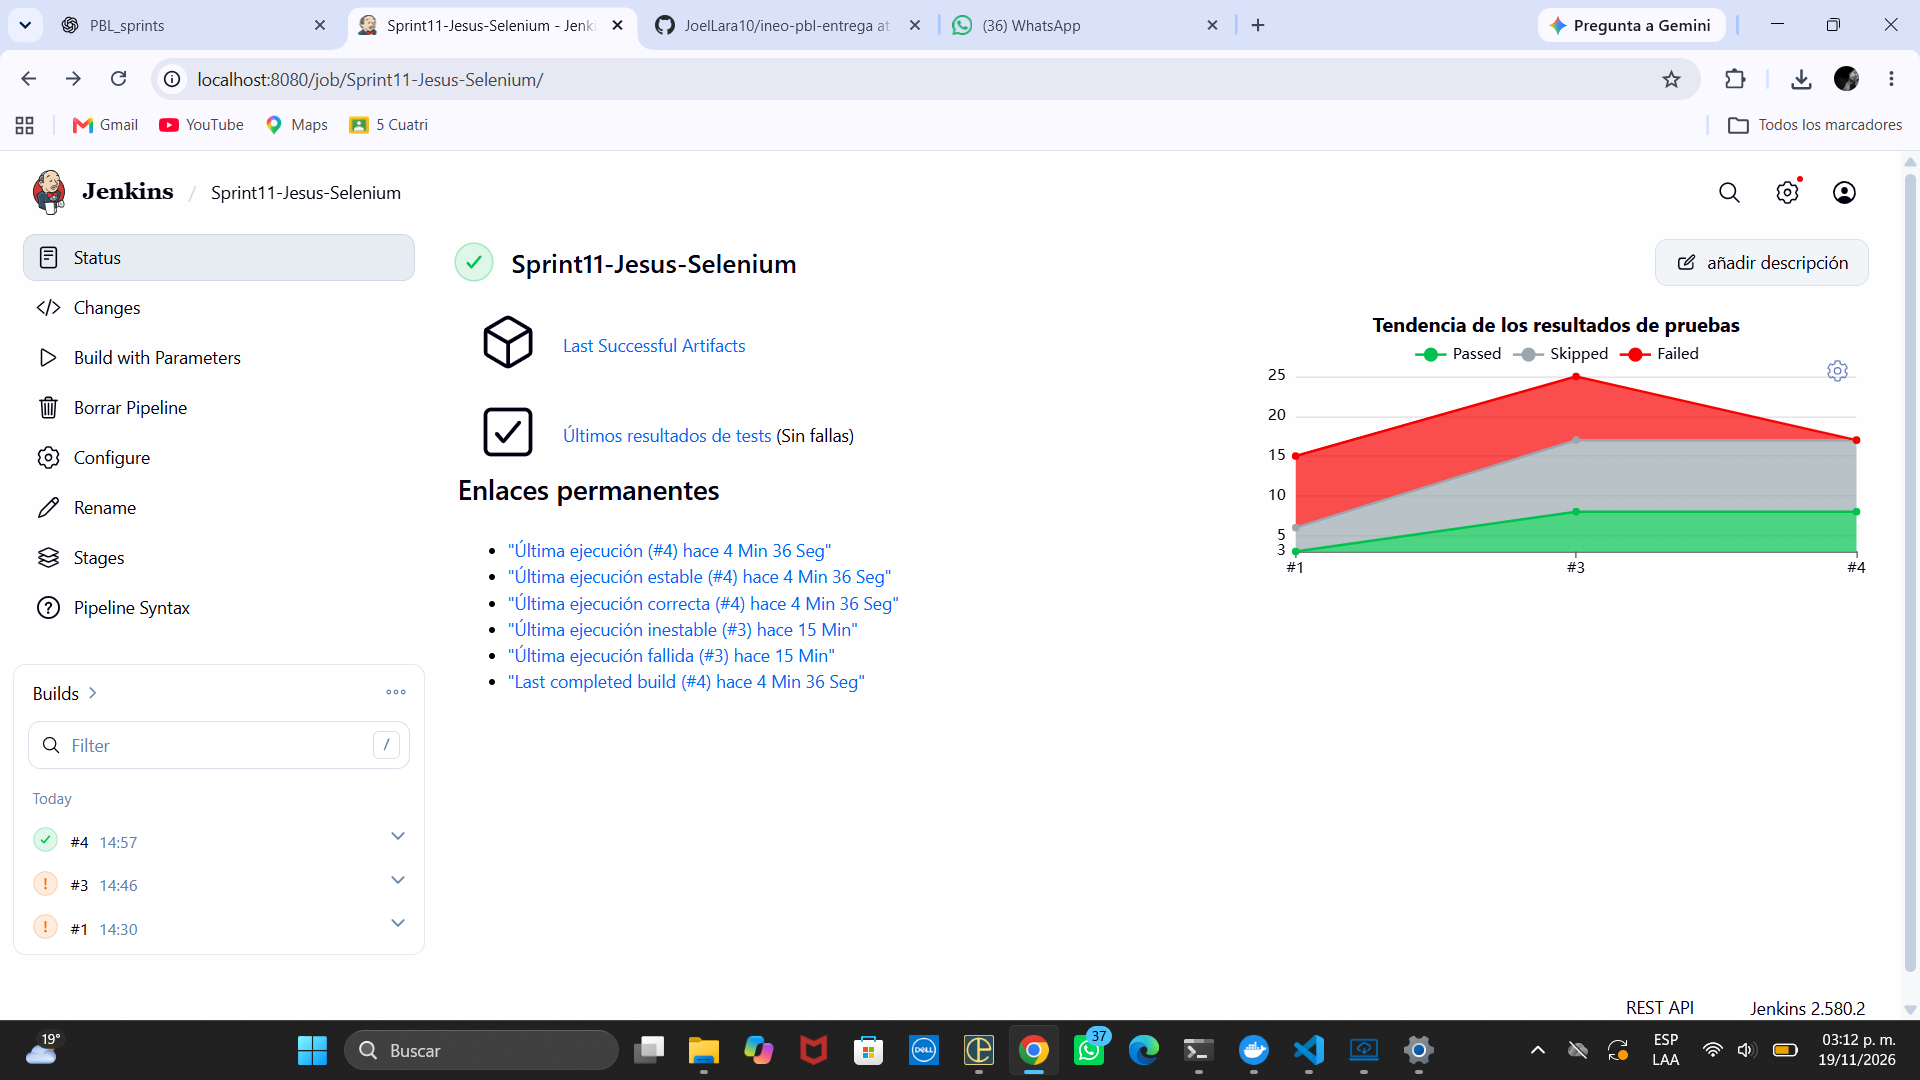 PBL_sprints
Sprint11-Jesus-Selenium - Jenki
JoelLara10/ineo-pbl-entrega at
(36) WhatsApp
Pregunta a Gemini
localhost:8080/job/Sprint11-Jesus-Selenium/
Gmail
YouTube
Maps
5 Cuatri
Todos los marcadores
Jenkins / Sprint11-Jesus-Selenium
Status
Changes
Build with Parameters
Borrar Pipeline
Configure
Rename
Stages
Pipeline Syntax
Builds
Filter /
Today
#4 14:57
#3 14:46
#1 14:30
Sprint11-Jesus-Selenium
añadir descripción
Last Successful Artifacts
Últimos resultados de tests (Sin fallas)
Enlaces permanentes
"Última ejecución (#4) hace 4 Min 36 Seg"
"Última ejecución estable (#4) hace 4 Min 36 Seg"
"Última ejecución correcta (#4) hace 4 Min 36 Seg"
"Última ejecución inestable (#3) hace 15 Min"
"Última ejecución fallida (#3) hace 15 Min"
"Last completed build (#4) hace 4 Min 36 Seg"
Tendencia de los resultados de pruebas
Passed Skipped Failed
25
20
15
10
5
3
#1 #3 #4
REST API
Jenkins 2.580.2
19°
Buscar
DELL
37
ESP
LAA
03:12 p. m.
19/11/2026